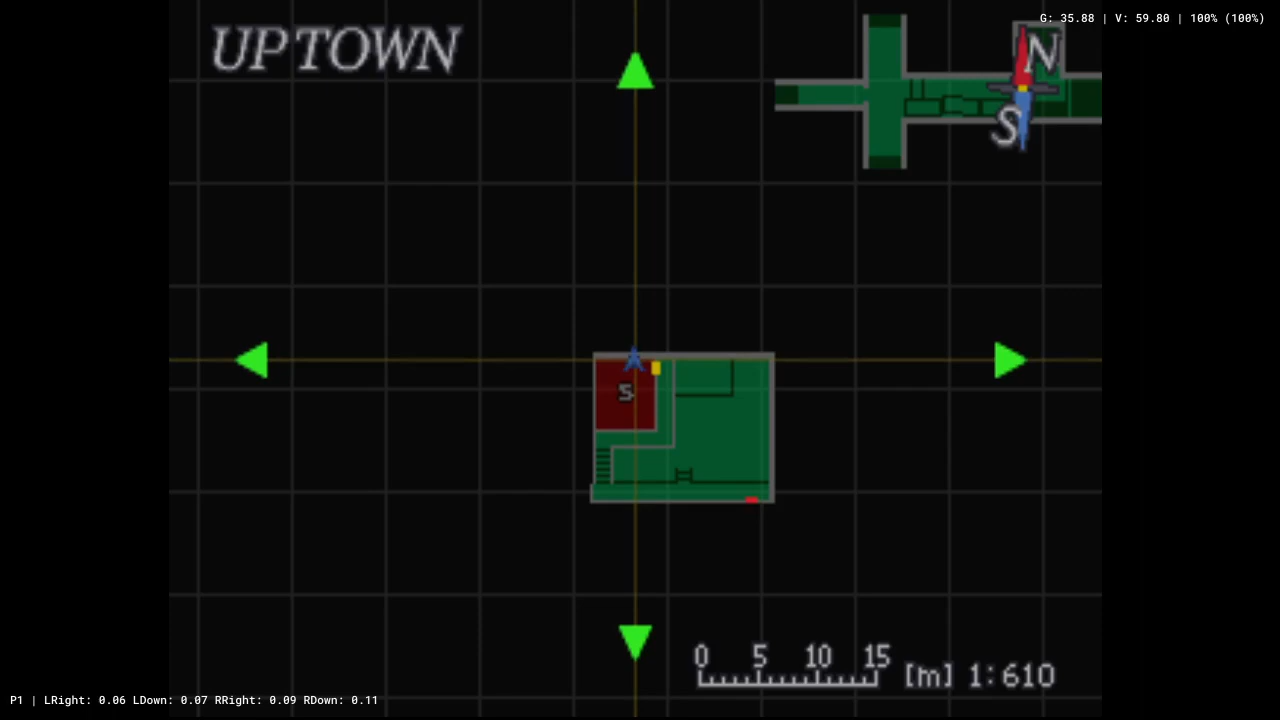 G: 35.88 | V: 59.80 | 100% (100%)
UPTOWN
N
S
S
0 5 10 15
[m] 1:610
P1 | LRight: 0.06 LDown: 0.07 RRight: 0.09 RDown: 0.11